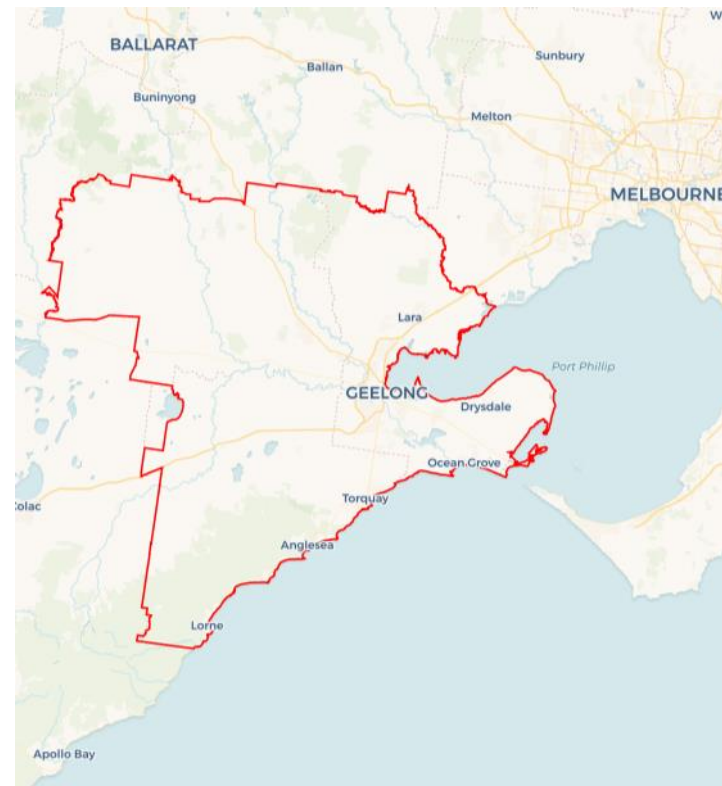 W
BALLARAT
Sunbury
Ballan
Buninyong
Melton
MELBOURNE
Lara
Port Phillip
GEELONG
Drysdale
Ocean Grove
Torquay
Colac
Anglesea
Lorne
Apollo Bay